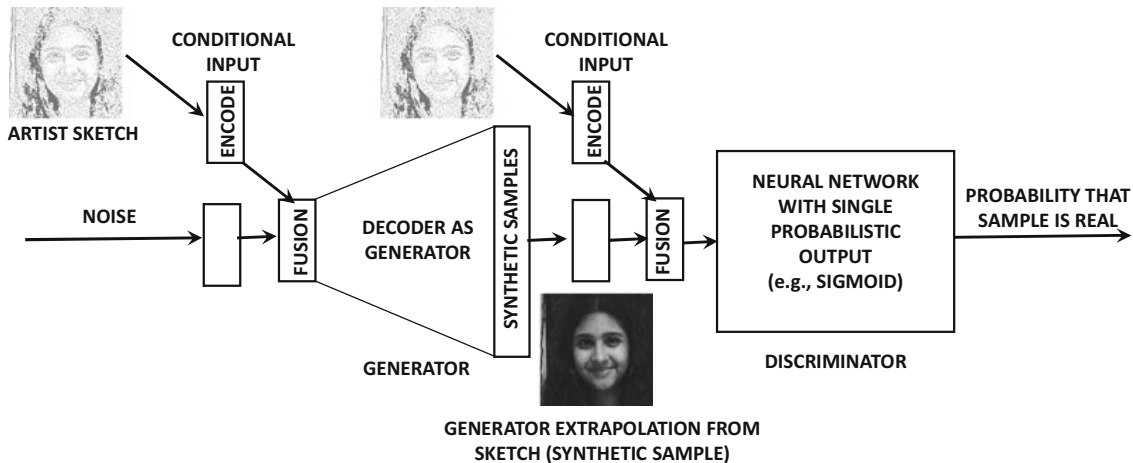 CONDITIONAL
INPUT
ARTIST SKETCH
ENCODE
NOISE
FUSION
DECODER AS
GENERATOR
GENERATOR
SYNTHETIC SAMPLES
CONDITIONAL
INPUT
ENCODE
FUSION
GENERATOR EXTRAPOLATION FROM
SKETCH (SYNTHETIC SAMPLE)
NEURAL NETWORK
WITH SINGLE
PROBABILISTIC
OUTPUT
(e.g., SIGMOID)
DISCRIMINATOR
PROBABILITY THAT
SAMPLE IS REAL